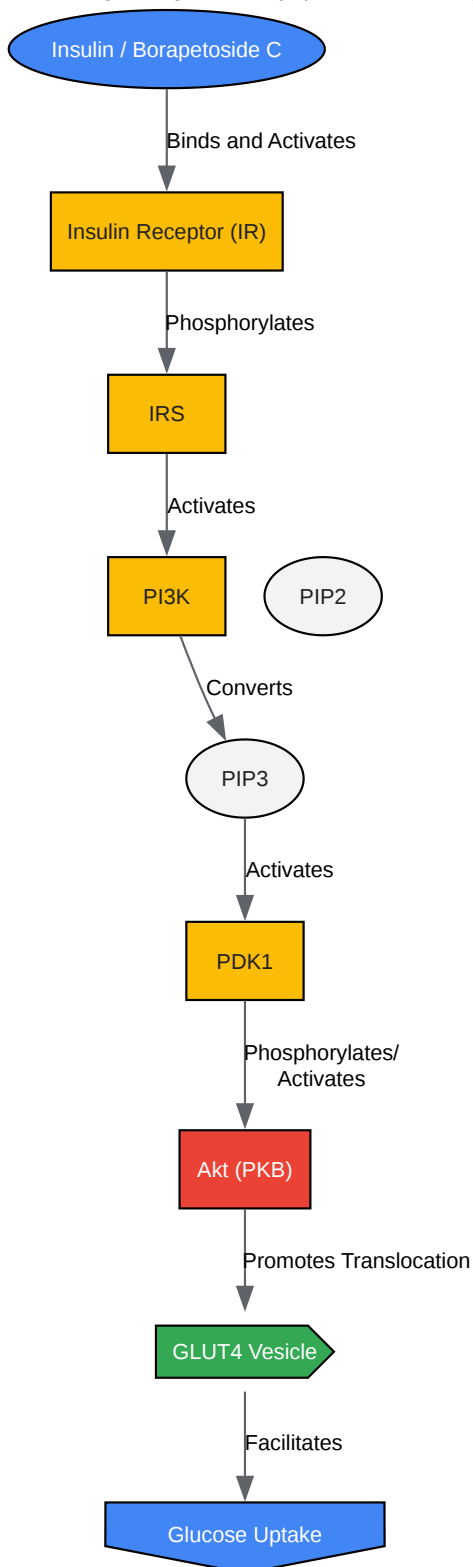 Insulin / Borapetoside C
Binds and Activates
Insulin Receptor (IR)
Phosphorylates
IRS
Activates
PI3K
PIP2
Converts
PIP3
Activates
PDK1
Phosphorylates/
Activates
Akt (PKB)
Promotes Translocation
GLUT4 Vesicle
Facilitates
Glucose Uptake